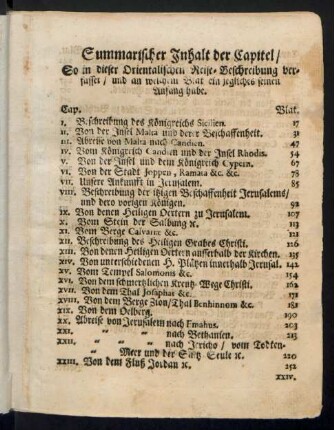 Summarischer Inhalt der Capitel/
So in dieser Orientalischen Reise-Beschreibung ver-
fasset/ und an welchem Blat ein jegliches seinen
Anfang habe.
Cap. Blat.
I. Beschreibung des Königreichs Sicilien. 17
II. Von der Insel Malta und derer Beschaffenheit. 31
III. Abreise von Malta nach Candien. 47
IV. Vom Königreich Candien und der Insel Rhodis. 54
V. Von der Insel und dem Königreich Cypern. 67
VI. Von der Stadt Joppen, Ramata &c. &c. 78
VII. Unsere Ankunft in Jerusalem. 85
VIII. Beschreibung der itzigen Beschaffenheit Jerusalems/
und dero vorigen Königen. 92
IX. Von denen Heiligen Oertern zu Jerusalem. 107
X. Vom Stein der Salbung ꝛc. 111
XI. Vom Berge Calvariæ &c.
XII. Beschreibung des Heiligen Grabes Christi.
XIII. Von denen Heiligen Oertern ausserhalb der Kirchen. 135
XIV. Von unterschiedenen H. Plätzen innerhalb Jerusal. 142
XV. Vom Tempel Salomonis &c. 154
XVI. Von dem schmertzlichen Creutz-Wege Christi. 162
XVII. Von dem Thal Josaphat &c. 171
XVIII. Von dem Berge Zion/Thal Benhinnom &c. 181
XIX. Von dem Oelberg. 190
XX. Abreise von Jerusalem nach Emahus. 203
XXI. " " " nach Bethanien. 213
XXII. " " " nach Jericho/ vom Todten-
Meer und der Saltz-Seule ꝛc. 220
XXIII. Von dem Fluß Jordan ꝛc. 252
XXIV.